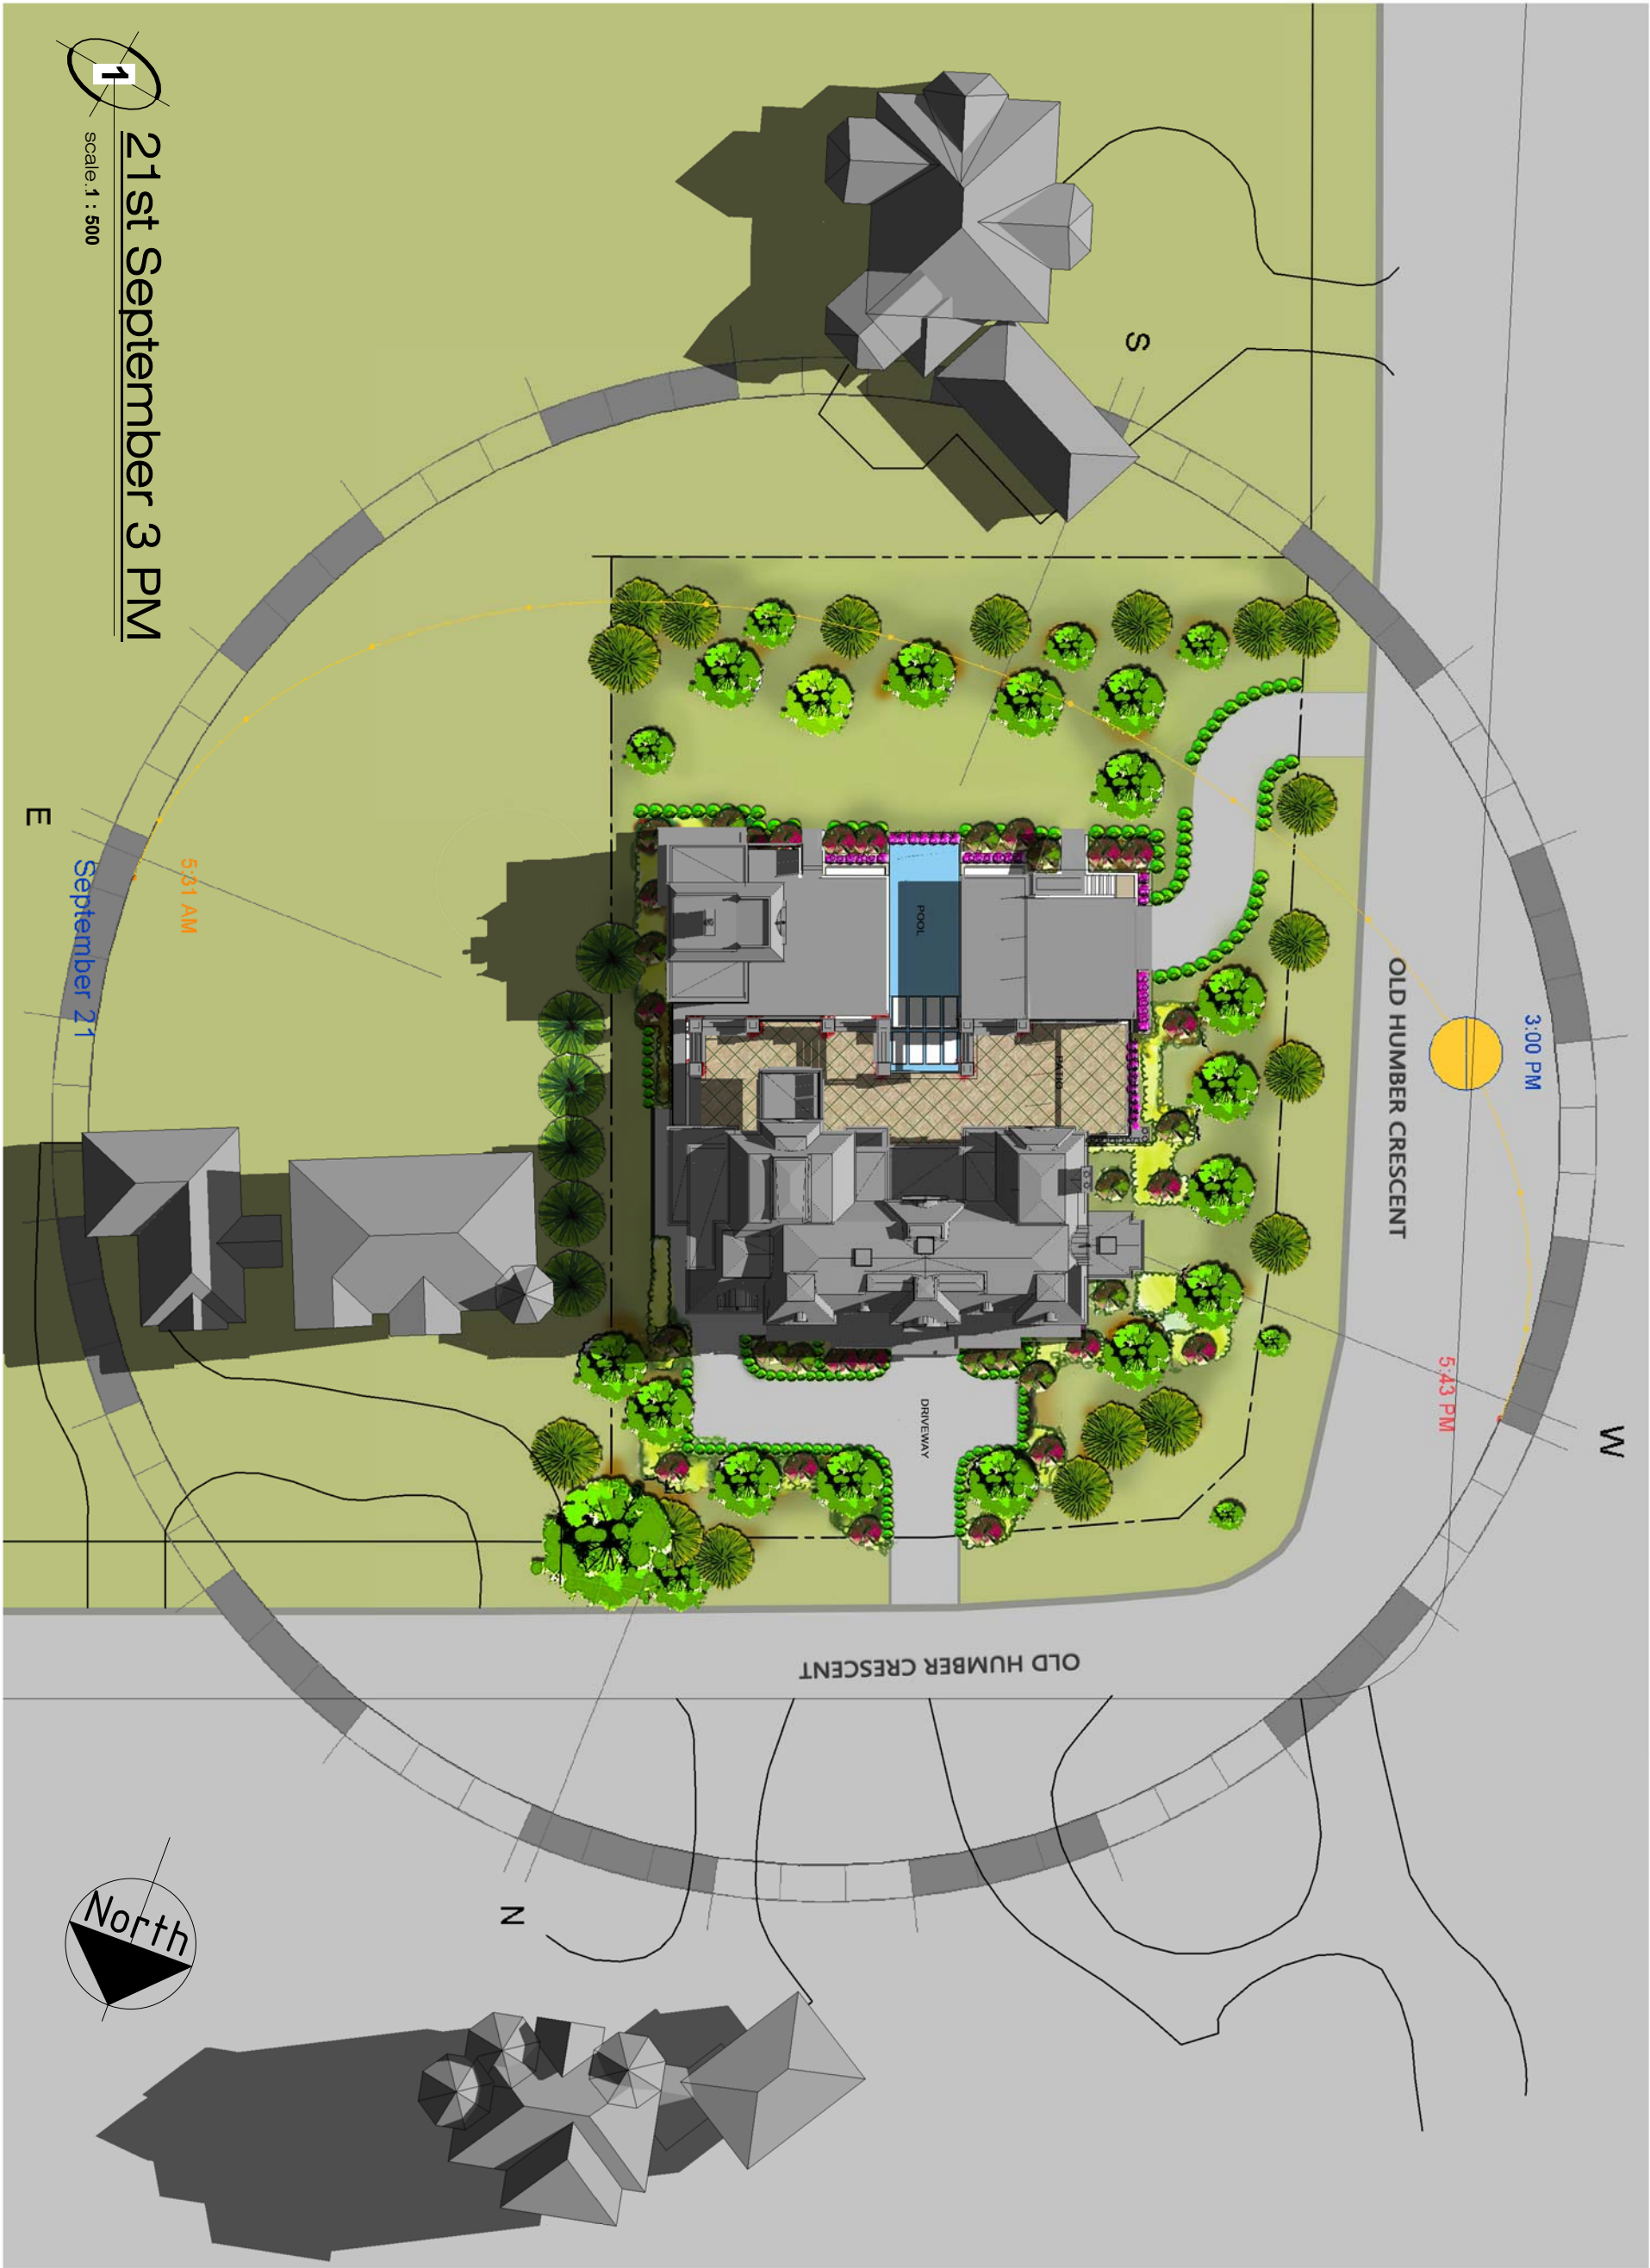 1
21st September 3 PM
scale.1 : 500
S
E
5:31 AM
September 21
POOL
PATIO
OLD HUMBER CRESCENT
3:00 PM
5:43 PM
W
DRIVEWAY
OLD HUMBER CRESCENT
N
North